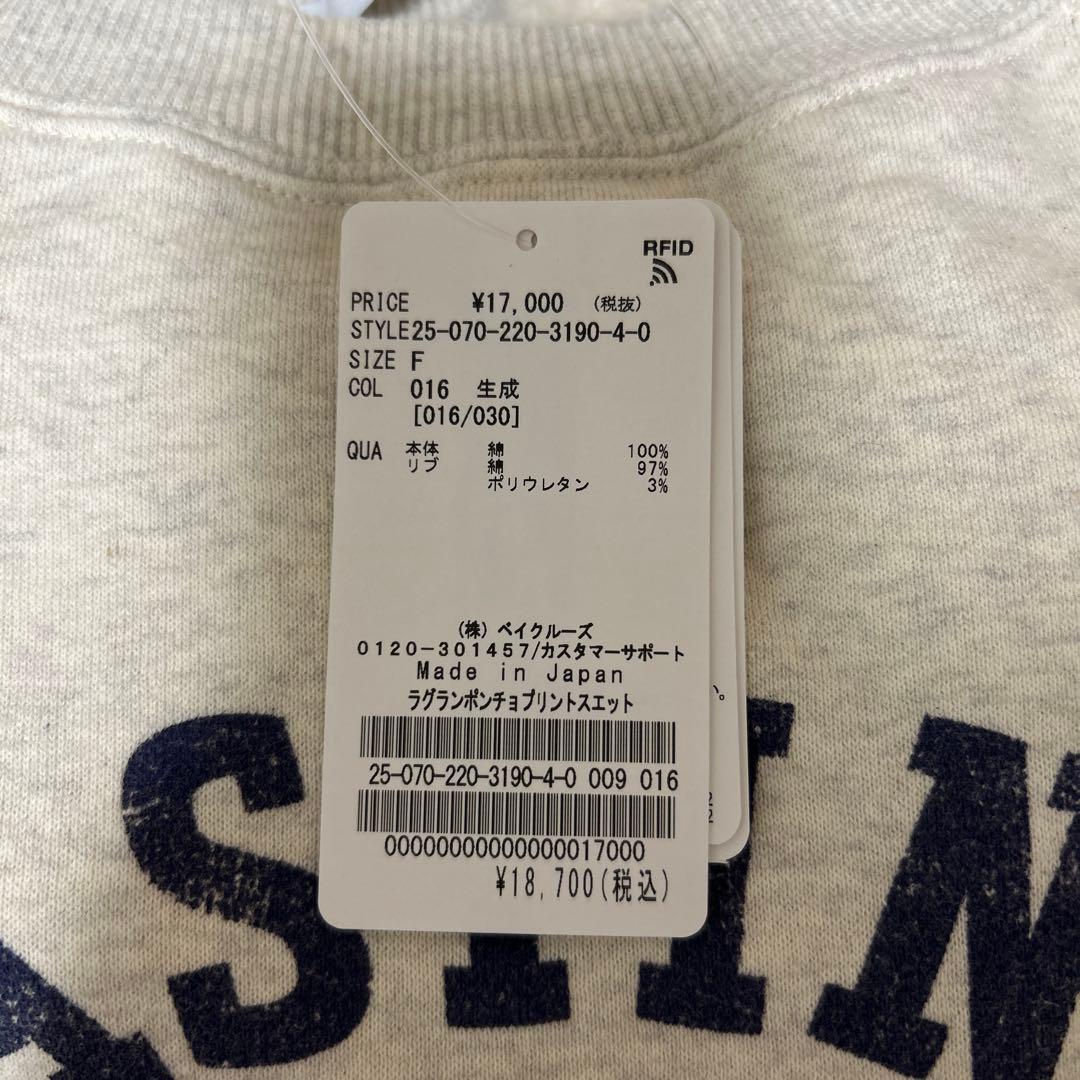 RFID
PRICE ¥17,000 (税抜)
STYLE 25-070-220-3190-4-0
SIZE F
COL 016 生成
[016/030]
QUA 本体 綿 100%
リブ 綿 97%
ポリウレタン 3%
(株) ベイクルーズ
0120-301457/カスタマーサポート
Made in Japan
ラグランポンチョプリントスエット
25-070-220-3190-4-0 009 016
00000000000000017000
¥18,700(税込)